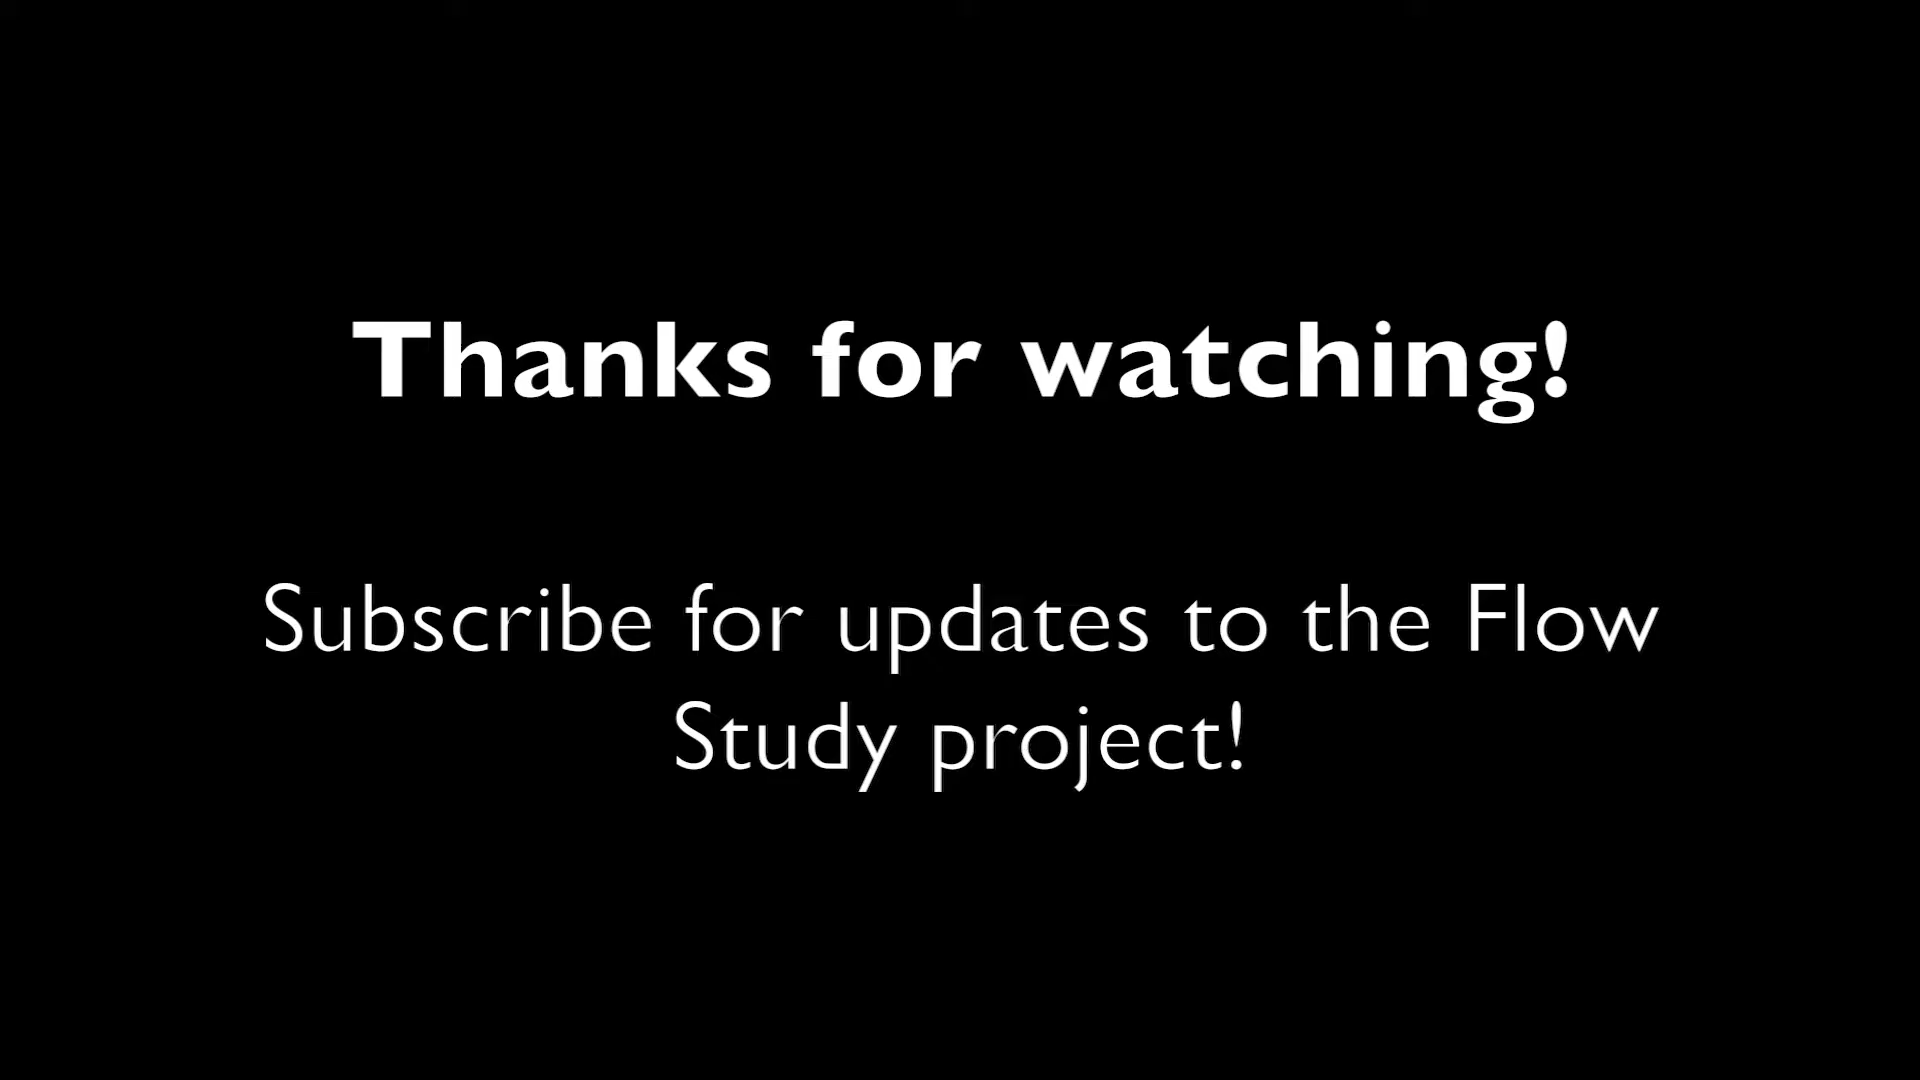 Thanks for watching!
Subscribe for updates to the Flow
Study project!